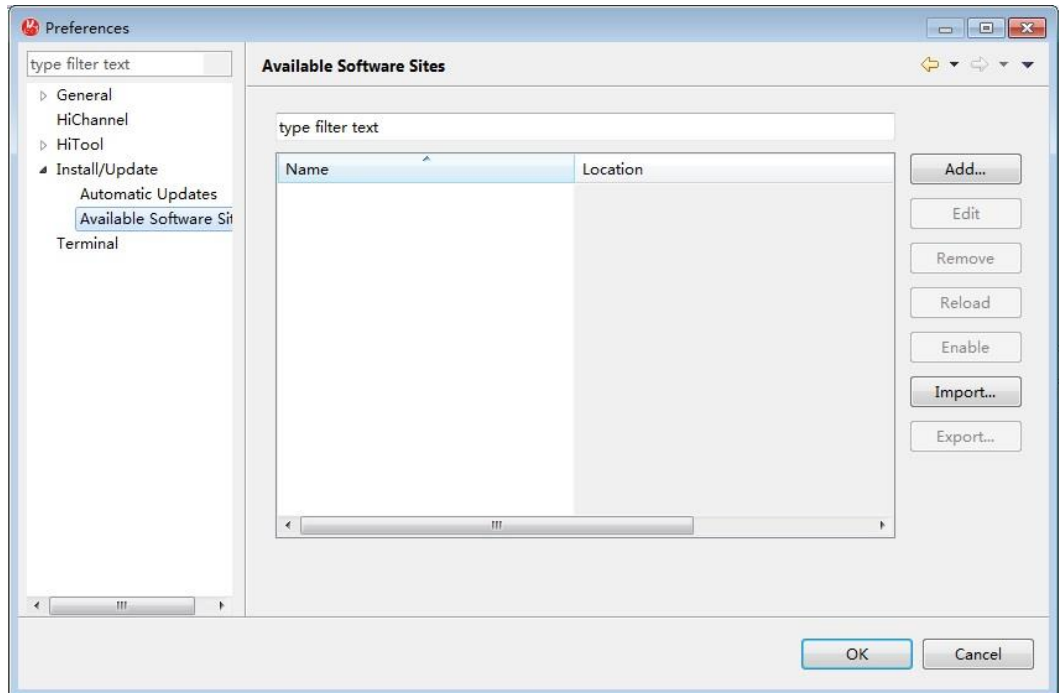 Preferences
type filter text
General
HiChannel
HiTool
Install/Update
Automatic Updates
Available Software Sit
Terminal
Available Software Sites
type filter text
Name
Location
Add...
Edit
Remove
Reload
Enable
Import...
Export...
OK
Cancel